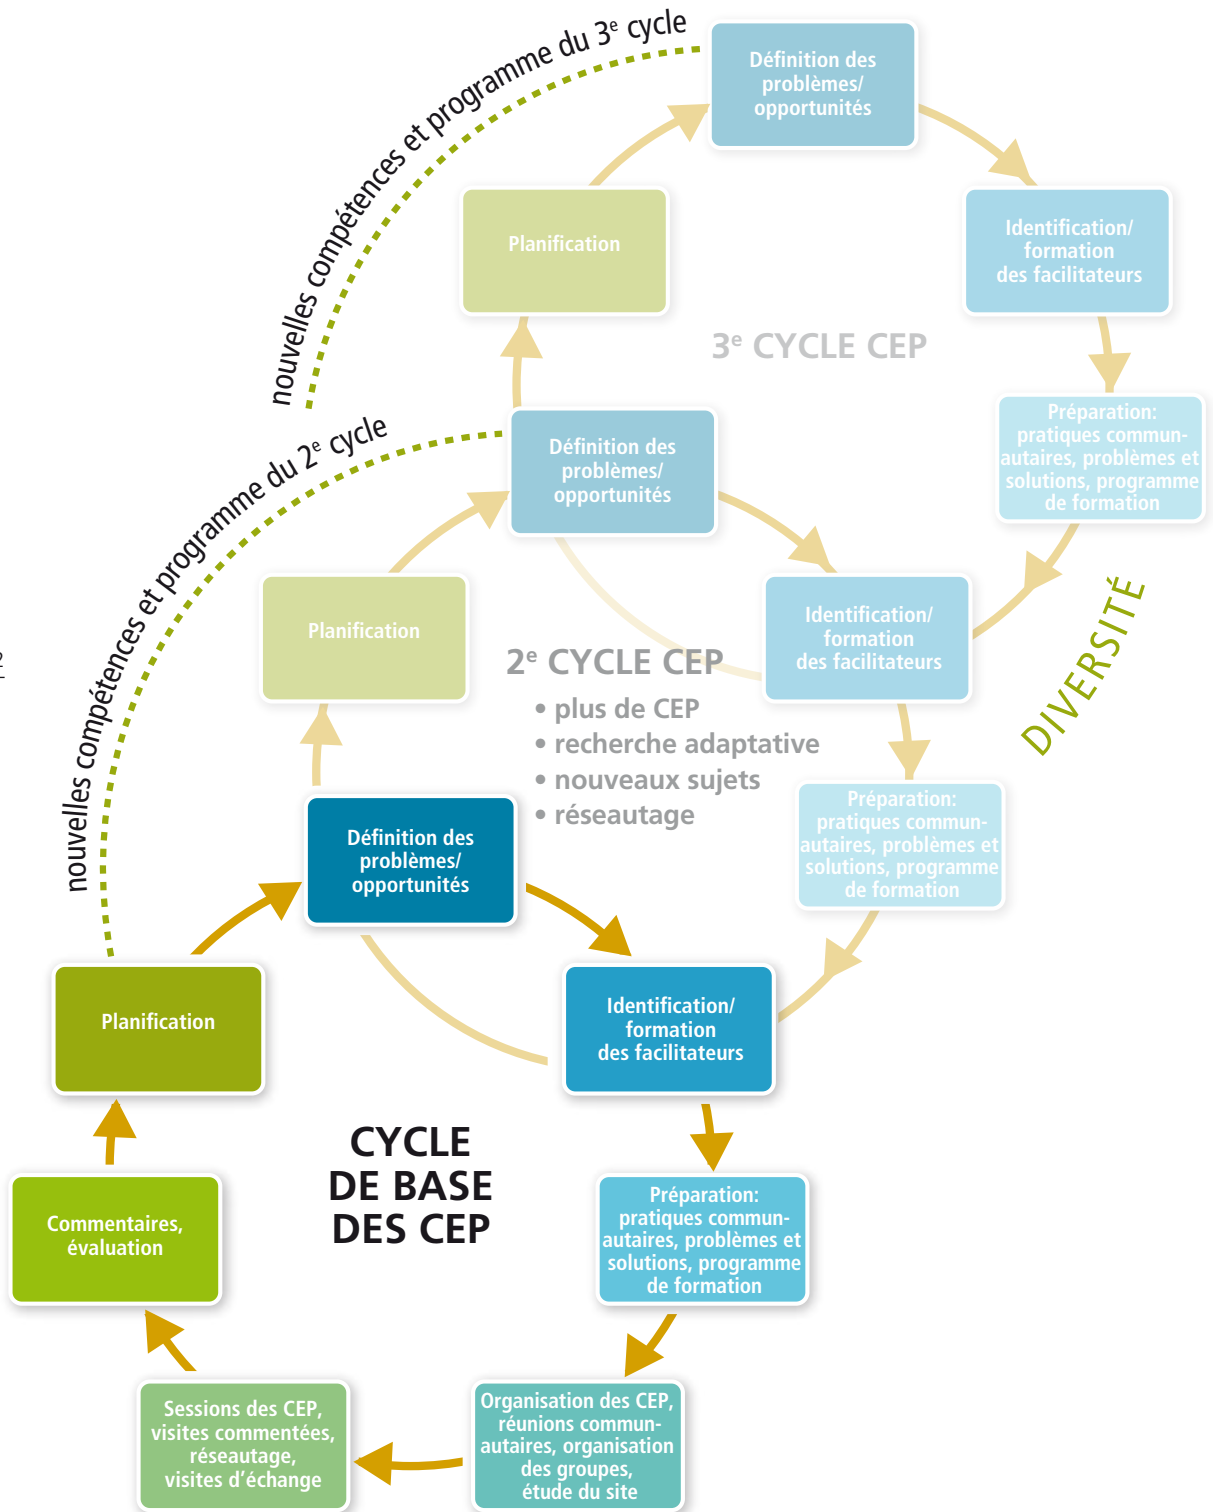 nouvelles compétences et programme du 3e cycle
Définition des
problèmes/
opportunités
Planification
Identification/
formation
des facilitateurs
3e CYCLE CEP
Préparation:
pratiques commun-
autaires, problèmes et
solutions, programme
de formation
nouvelles compétences et programme du 2e cycle
Définition des
problèmes/
opportunités
Planification
Identification/
formation
des facilitateurs
DIVERSITÉ
2e CYCLE CEP
• plus de CEP
• recherche adaptative
• nouveaux sujets
• réseautage
Préparation:
pratiques commun-
autaires, problèmes et
solutions, programme
de formation
Définition des
problèmes/
opportunités
Planification
Identification/
formation
des facilitateurs
CYCLE
DE BASE
DES CEP
Préparation:
pratiques commun-
autaires, problèmes et
solutions, programme
de formation
Commentaires,
évaluation
Sessions des CEP,
visites commentées,
réseautage,
visites d'échange
Organisation des CEP,
réunions commun-
autaires, organisation
des groupes,
étude du site